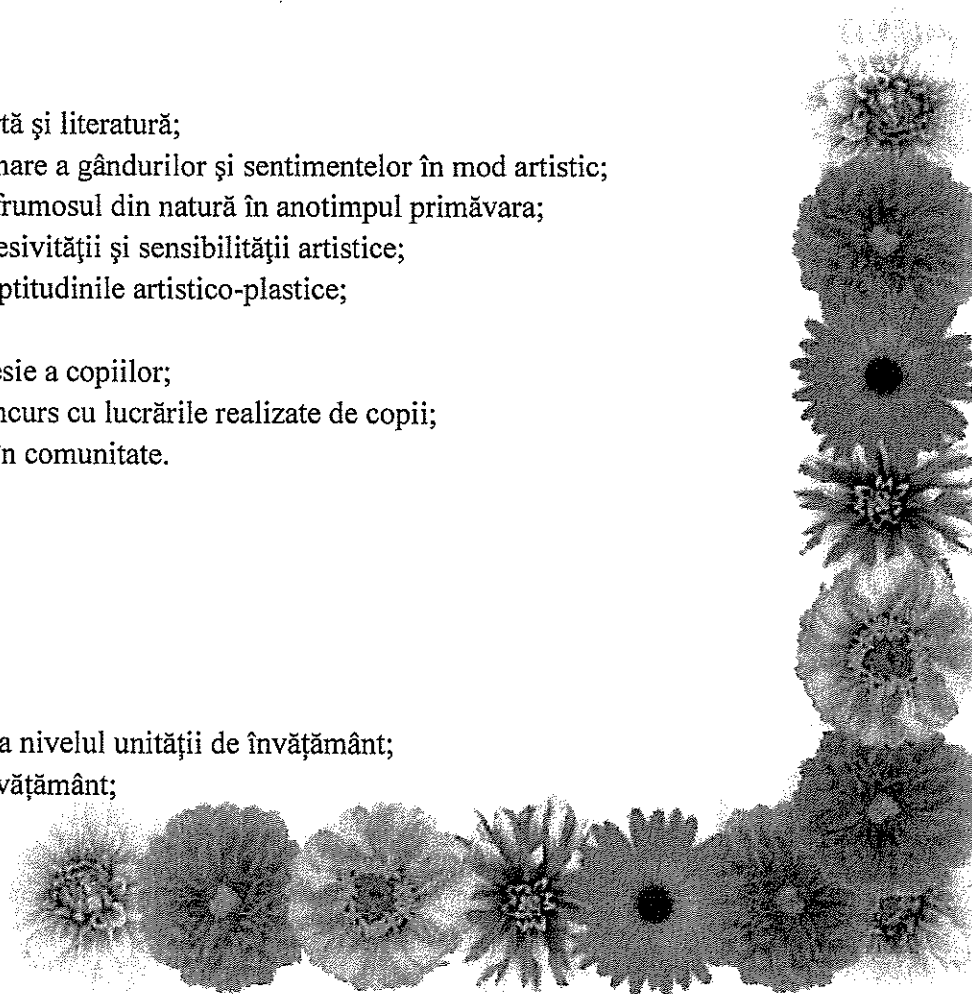 tă şi literatură;
nare a gândurilor şi sentimentelor în mod artistic;
frumosul din natură în anotimpul primăvara;
esivităţii şi sensibilităţii artistice;
ptitudinile artistico-plastice;
esie a copiilor;
ncurs cu lucrările realizate de copii;
în comunitate.
a nivelul unităţii de învăţământ;
văţământ;